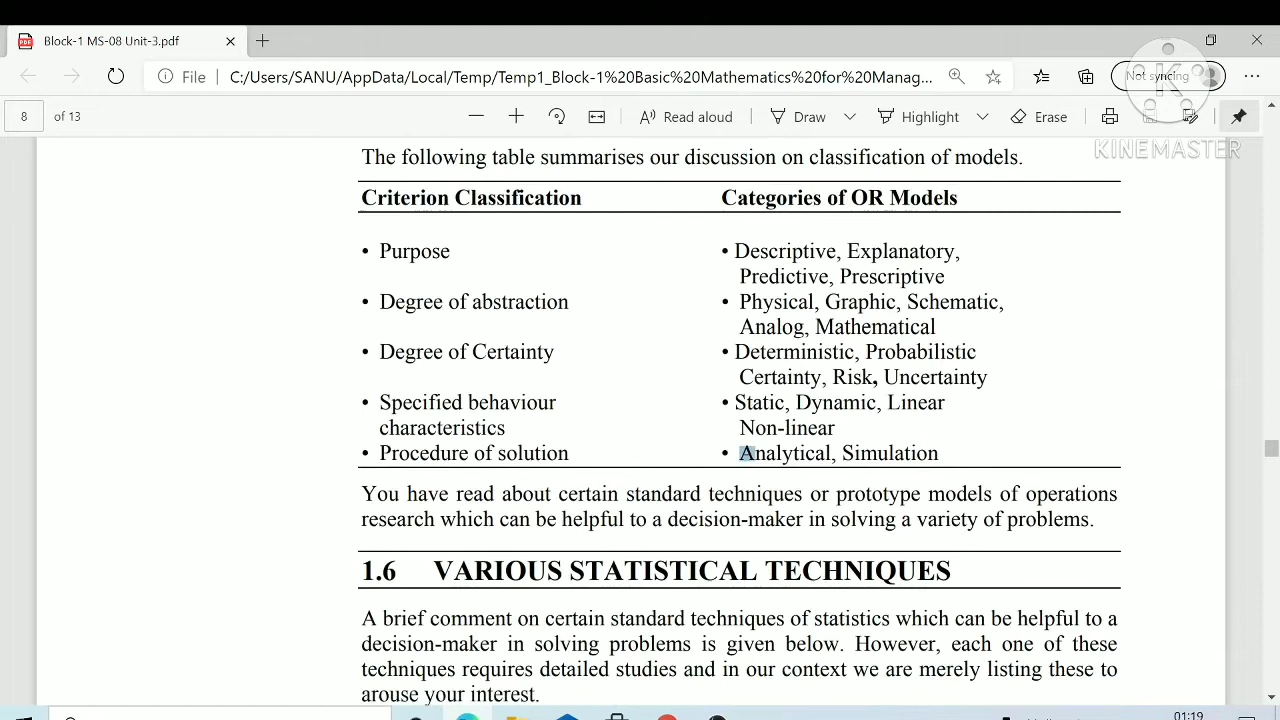 Block-1 MS-08 Unit-3.pdf
File C:/Users/SANU/AppData/Local/Temp/Temp1_Block-1%20Basic%20Mathematics%20for%20Manag... Not syncing
8 of 13 Read aloud Draw Highlight Erase
KINEMASTER
The following table summarises our discussion on classification of models.
Criterion Classification Categories of OR Models
• Purpose • Descriptive, Explanatory,
Predictive, Prescriptive
• Degree of abstraction • Physical, Graphic, Schematic,
Analog, Mathematical
• Degree of Certainty • Deterministic, Probabilistic
Certainty, Risk, Uncertainty
• Specified behaviour • Static, Dynamic, Linear
characteristics Non-linear
• Procedure of solution • Analytical, Simulation
You have read about certain standard techniques or prototype models of operations
research which can be helpful to a decision-maker in solving a variety of problems.
1.6 VARIOUS STATISTICAL TECHNIQUES
A brief comment on certain standard techniques of statistics which can be helpful to a
decision-maker in solving problems is given below. However, each one of these
techniques requires detailed studies and in our context we are merely listing these to
arouse your interest.
01:19